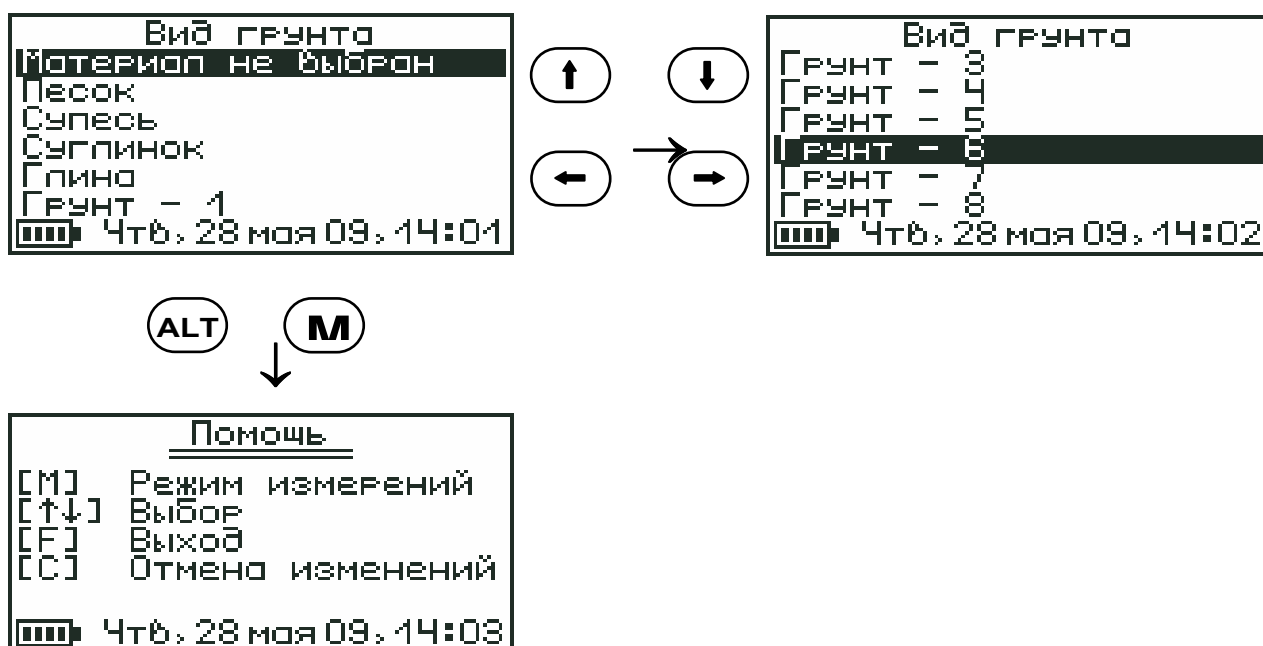 Вид грунта
Материал не выбран
Песок
Супесь
Суглинок
Глина
Грунт - 1
Чтв, 28 мая 09, 14:01
↑ ↓
← → →
Вид грунта
Грунт - 3
Грунт - 4
Грунт - 5
Грунт - 6
Грунт - 7
Грунт - 8
Чтв, 28 мая 09, 14:02
ALT M
↓
Помощь
[M] Режим измерений
[↑↓] Выбор
[F] Выход
[C] Отмена изменений
Чтв, 28 мая 09, 14:03